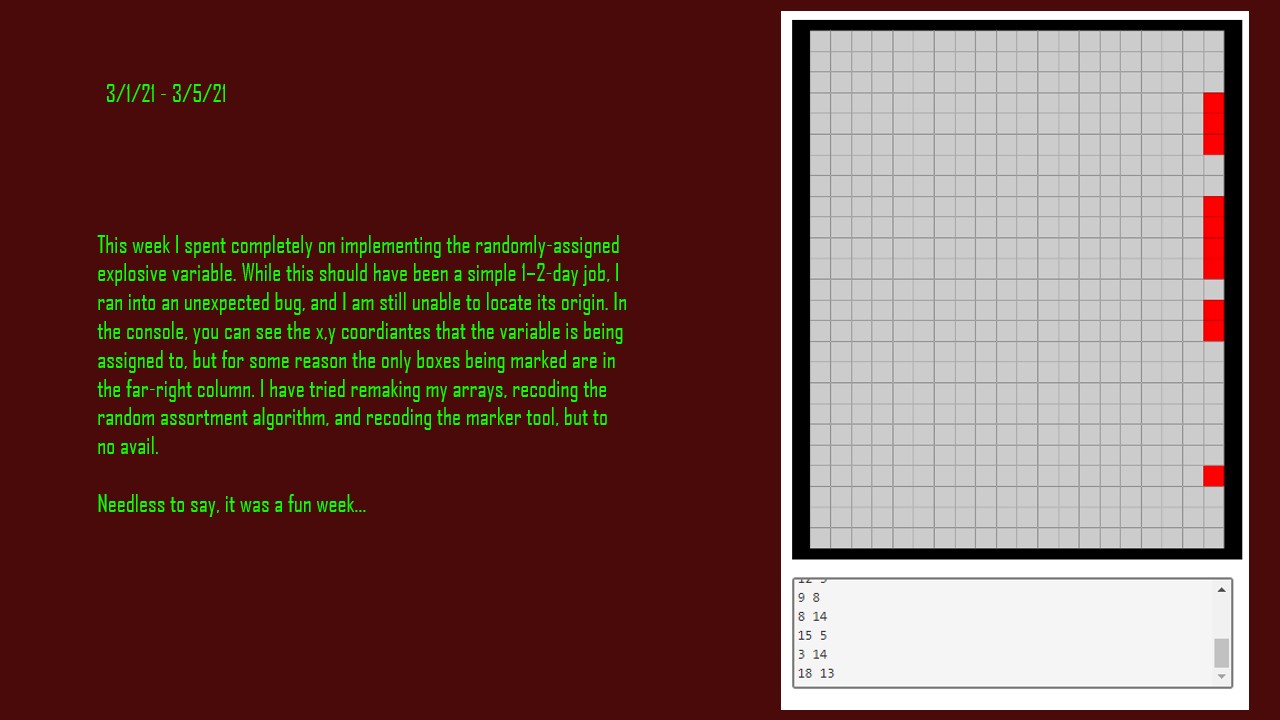 3/1/21 - 3/5/21
This week I spent completely on implementing the randomly-assigned
explosive variable. While this should have been a simple 1–2-day job, I
ran into an unexpected bug, and I am still unable to locate its origin. In
the console, you can see the x,y coordiantes that the variable is being
assigned to, but for some reason the only boxes being marked are in
the far-right column. I have tried remaking my arrays, recoding the
random assortment algorithm, and recoding the marker tool, but to
no avail.
Needless to say, it was a fun week...
9 8
8 14
15 5
3 14
18 13